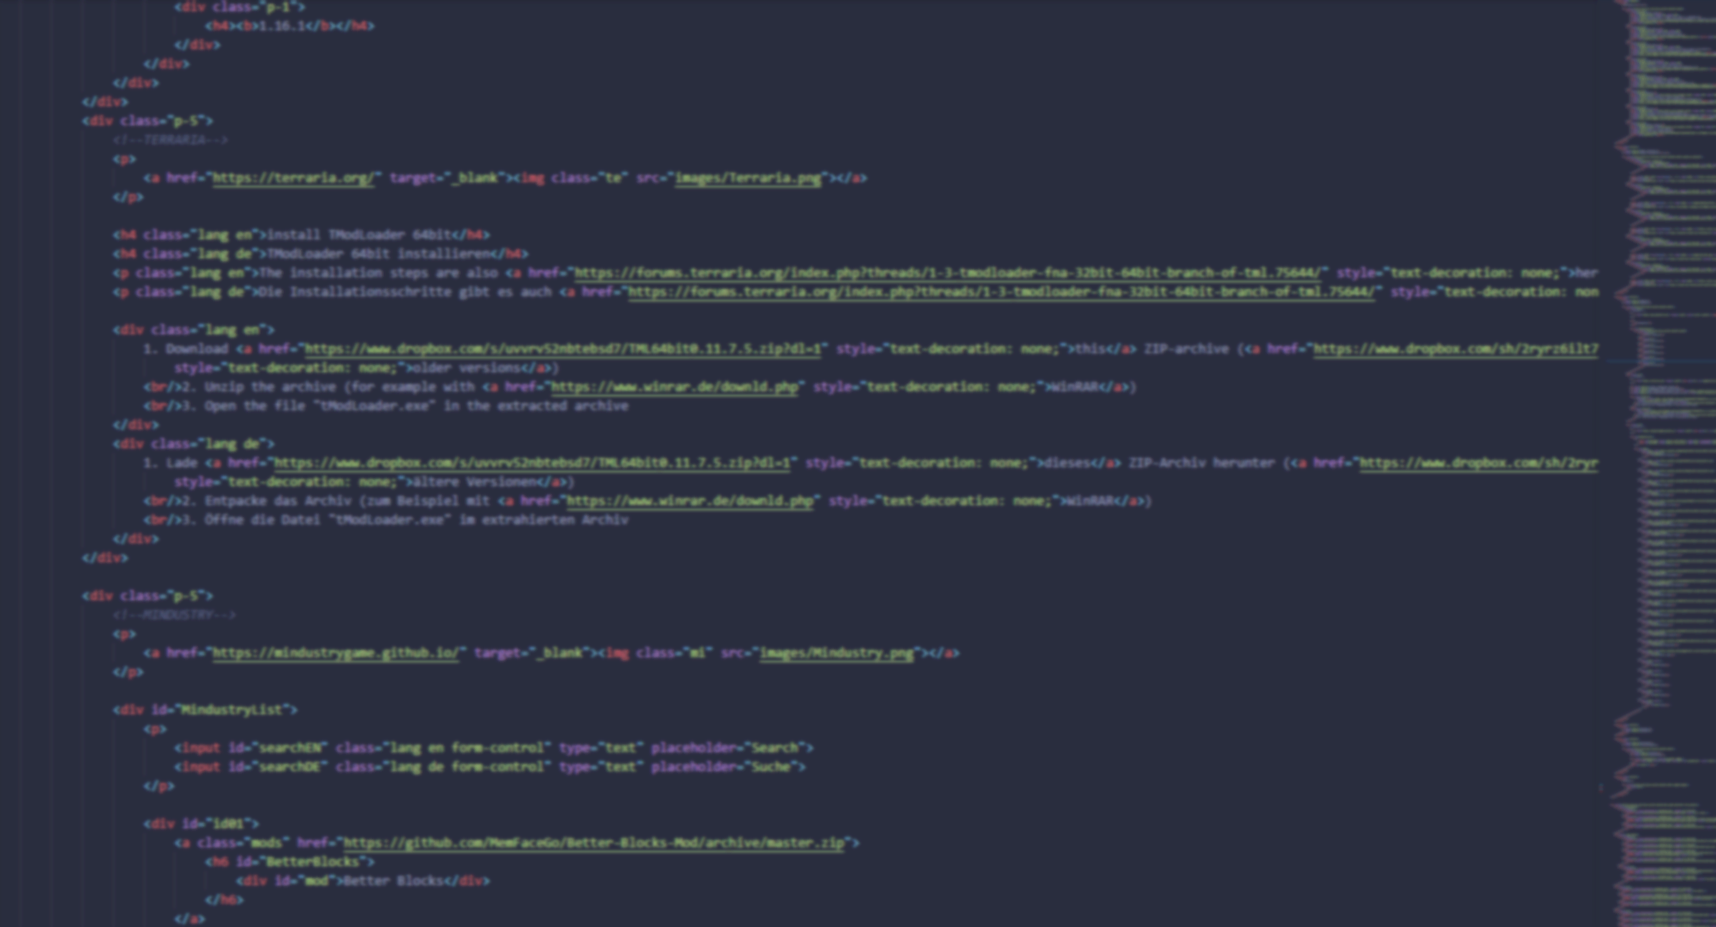 <div class="p-1">
<h4><b>1.16.1</b></h4>
</div>
</div>
</div>
</div>
<div class="p-5">
<!--TERRARIA-->
<p>
<a href="https://terraria.org/" target="_blank"><img class="te" src="images/Terraria.png"></a>
</p>
<h4 class="lang en">install TModLoader 64bit</h4>
<h4 class="lang de">TModLoader 64bit installieren</h4>
<p class="lang en">The installation steps are also <a href="https://forums.terraria.org/index.php?threads/1-3-tmodloader-fna-32bit-64bit-branch-of-tml.75644/" style="text-decoration: none;">her
<p class="lang de">Die Installationsschritte gibt es auch <a href="https://forums.terraria.org/index.php?threads/1-3-tmodloader-fna-32bit-64bit-branch-of-tml.75644/" style="text-decoration: non
<div class="lang en">
1. Download <a href="https://www.dropbox.com/s/uvvrv52nbtebsd7/TML64bit0.11.7.5.zip?dl=1" style="text-decoration: none;">this</a> ZIP-archive (<a href="https://www.dropbox.com/sh/2ryrz6ilt7
style="text-decoration: none;">older versions</a>)
<br/>2. Unzip the archive (for example with <a href="https://www.winrar.de/downld.php" style="text-decoration: none;">WinRAR</a>)
<br/>3. Open the file "tModLoader.exe" in the extracted archive
</div>
<div class="lang de">
1. Lade <a href="https://www.dropbox.com/s/uvvrv52nbtebsd7/TML64bit0.11.7.5.zip?dl=1" style="text-decoration: none;">dieses</a> ZIP-Archiv herunter (<a href="https://www.dropbox.com/sh/2ryr
style="text-decoration: none;">ältere Versionen</a>)
<br/>2. Entpacke das Archiv (zum Beispiel mit <a href="https://www.winrar.de/downld.php" style="text-decoration: none;">WinRAR</a>)
<br/>3. Öffne die Datei "tModLoader.exe" im extrahierten Archiv
</div>
</div>
<div class="p-5">
<!--MINDUSTRY-->
<p>
<a href="https://mindustrygame.github.io/" target="_blank"><img class="mi" src="images/Mindustry.png"></a>
</p>
<div id="MindustryList">
<p>
<input id="searchEN" class="lang en form-control" type="text" placeholder="Search">
<input id="searchDE" class="lang de form-control" type="text" placeholder="Suche">
</p>
<div id="id01">
<a class="mods" href="https://github.com/MemFaceGo/Better-Blocks-Mod/archive/master.zip">
<h6 id="BetterBlocks">
<div id="mod">Better Blocks</div>
</h6>
</a>